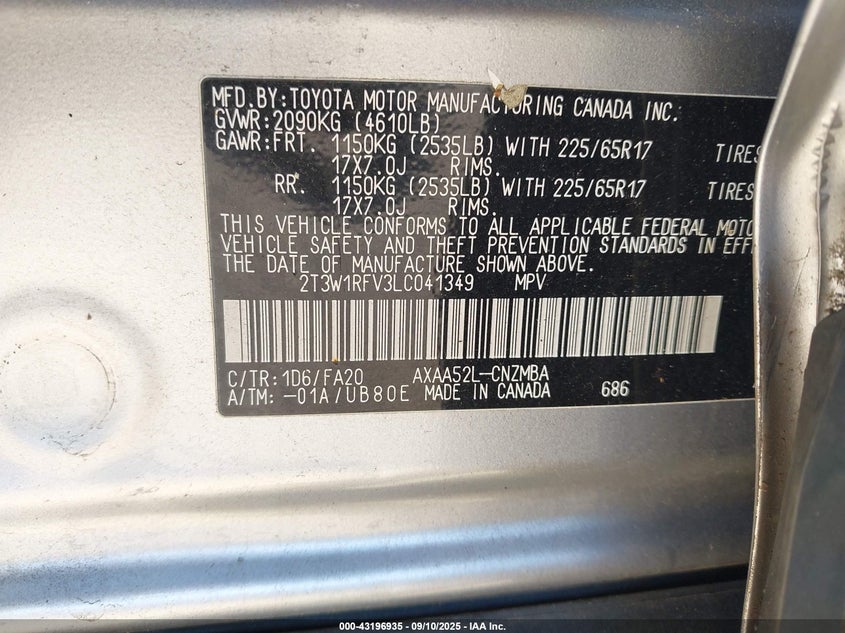 MFD.BY:TOYOTA MOTOR MANUFACTURING CANADA INC.
GVWR:2090KG (4610LB)
GAWR:FRT. 1150KG (2535LB) WITH 225/65R17 TIRES
17X7.0J RIMS.
RR. 1150KG (2535LB) WITH 225/65R17 TIRES
17X7.0J RIMS.
THIS VEHICLE CONFORMS TO ALL APPLICABLE FEDERAL MOTO
VEHICLE SAFETY AND THEFT PREVENTION STANDARDS IN EFF
THE DATE OF MANUFACTURE SHOWN ABOVE.
2T3W1RFV3LC041349 MPV
C/TR:1D6/FA20 AXAA52L-CNZMBA
A/TM:-01A/UB80E MADE IN CANADA 686
000-43196935 - 09/10/2025 - IAA Inc.